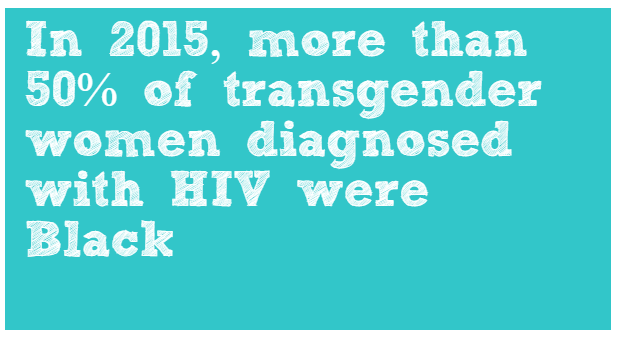 In 2015, more than
50% of transgender
women diagnosed
with HIV were
Black